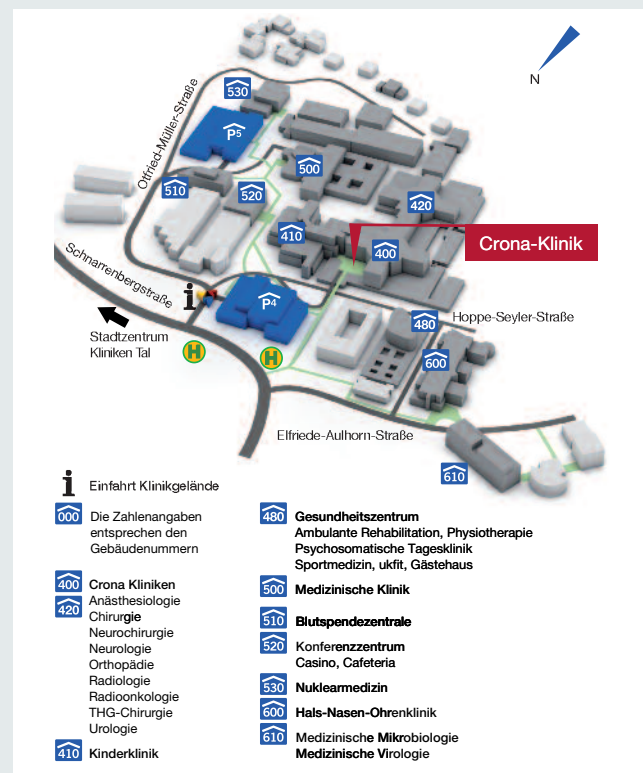 N
530
Otfried-Müller-Straße
P5
500
510
520
420
410
400
Crona-Klinik
Schnarrenbergstraße
i
P4
480
Hoppe-Seyler-Straße
Stadtzentrum
Kliniken Tal
H
H
600
Elfriede-Aulhorn-Straße
610
i Einfahrt Klinikgelände
000 Die Zahlenangaben
entsprechen den
Gebäudenummern
400 Crona Kliniken
420 Anästhesiologie
Chirurgie
Neurochirurgie
Neurologie
Orthopädie
Radiologie
Radioonkologie
THG-Chirurgie
Urologie
410 Kinderklinik
480 Gesundheitszentrum
Ambulante Rehabilitation, Physiotherapie
Psychosomatische Tagesklinik
Sportmedizin, ukfit, Gästehaus
500 Medizinische Klinik
510 Blutspendezentrale
520 Konferenzzentrum
Casino, Cafeteria
530 Nuklearmedizin
600 Hals-Nasen-Ohrenklinik
610 Medizinische Mikrobiologie
Medizinische Virologie